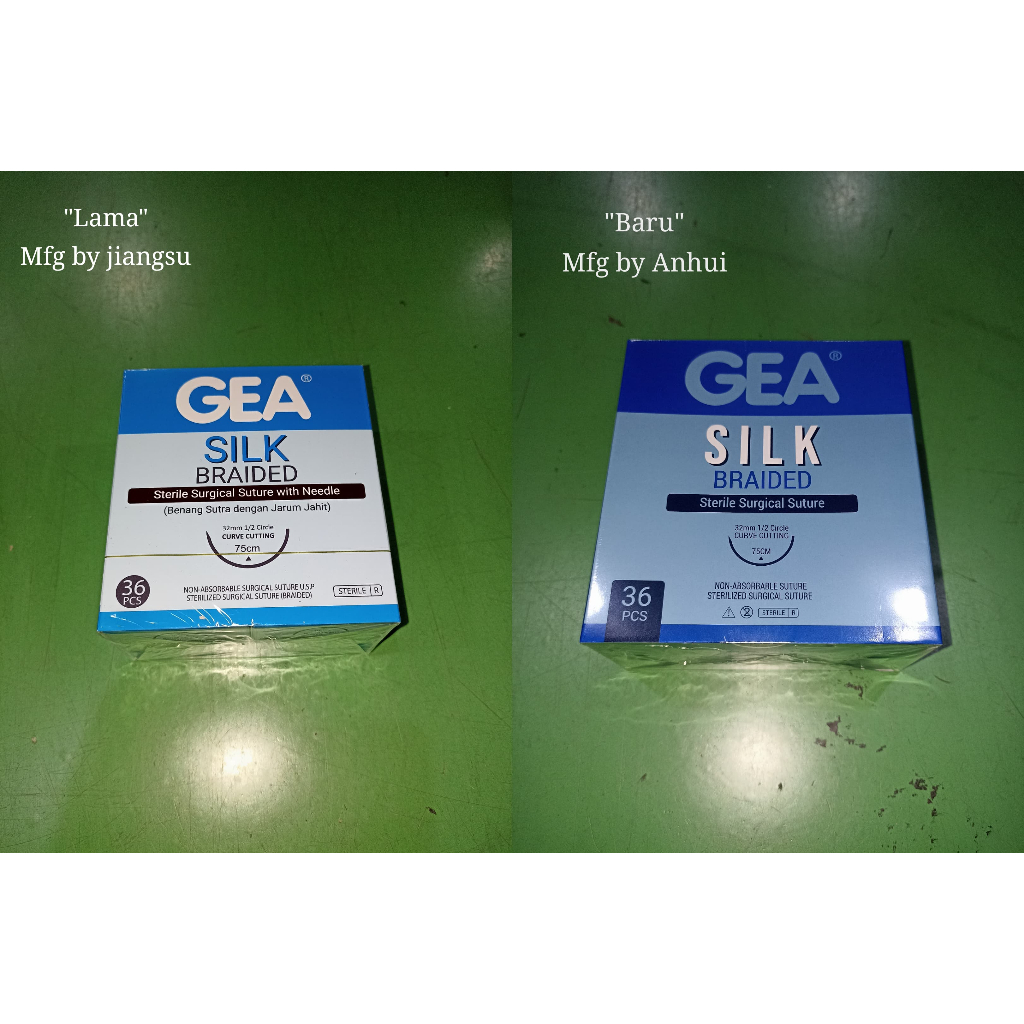 "Lama"
Mfg by jiangsu
GEA®
SILK
BRAIDED
Sterile Surgical Suture with Needle
(Benang Sutra dengan Jarum Jahit)
32mm 1/2 Circle
CURVE CUTTING
75cm
36
PCS
NON-ABSORBABLE SURGICAL SUTURE U.S.P
STERILIZED SURGICAL SUTURE (BRAIDED)
STERILE R
"Baru"
Mfg by Anhui
GEA®
SILK
BRAIDED
Sterile Surgical Suture
32mm 1/2 Circle
CURVE CUTTING
75CM
36
PCS
NON-ABSORBABLE SUTURE
STERILIZED SURGICAL SUTURE
2 STERILE R